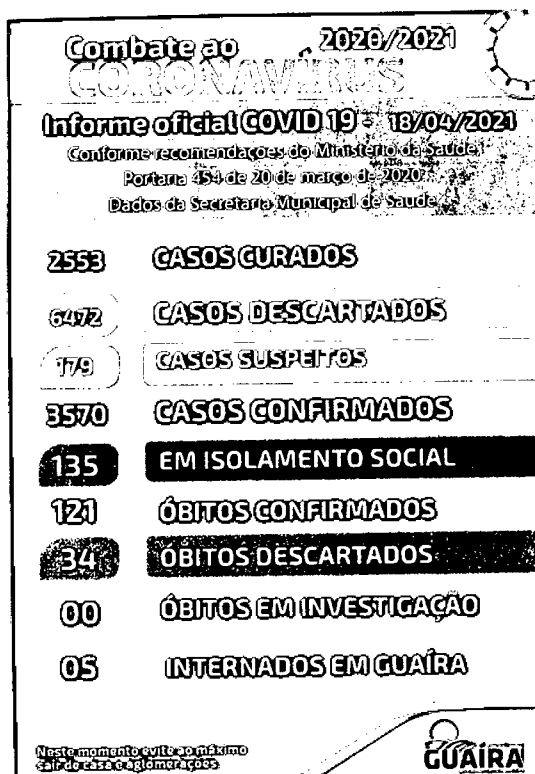 Combate ao 2020/2021
CORONAVÍRUS
Informe oficial COVID 19 - 18/04/2021
Conforme recomendações do Ministério da Saúde,
Portaria 454 de 20 de março de 2020
Dados da Secretaria Municipal de Saúde
2553 CASOS CURADOS
6472 CASOS DESCARTADOS
179 CASOS SUSPEITOS
3570 CASOS CONFIRMADOS
135 EM ISOLAMENTO SOCIAL
121 ÓBITOS CONFIRMADOS
34 ÓBITOS DESCARTADOS
00 ÓBITOS EM INVESTIGAÇÃO
05 INTERNADOS EM GUAÍRA
Neste momento evite ao máximo
sair de casa e aglomerações
GUAÍRA